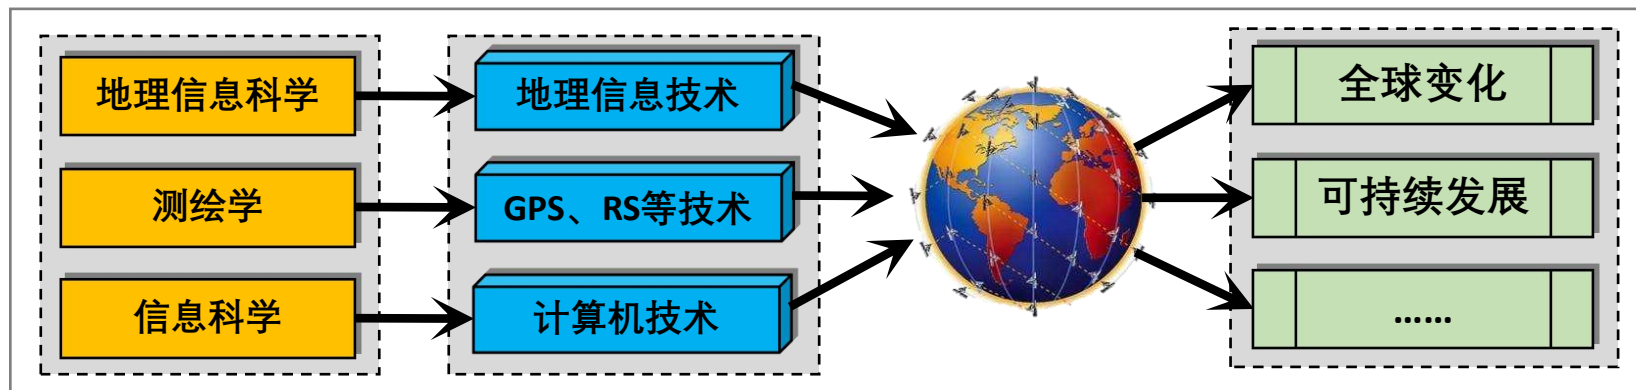 地理信息科学
地理信息技术
全球变化
测绘学
GPS、RS等技术
可持续发展
信息科学
计算机技术
……